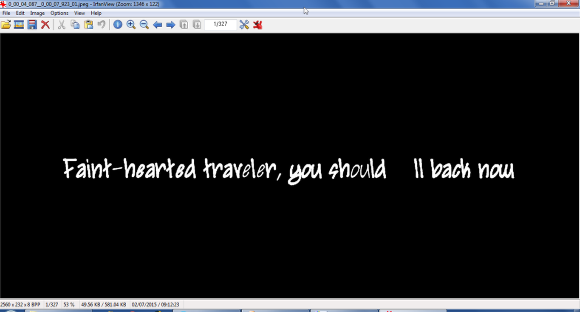 0_00_04_087__0_00_07_923_01.jpeg - IrfanView (Zoom: 1346 x 122)
File Edit Image Options View Help
1/327
Faint-hearted traveler, you should ll back now
2560 x 232 x 8 BPP 1/327 53 % 49.56 KB / 581.04 KB 02/07/2015 / 09:12:23